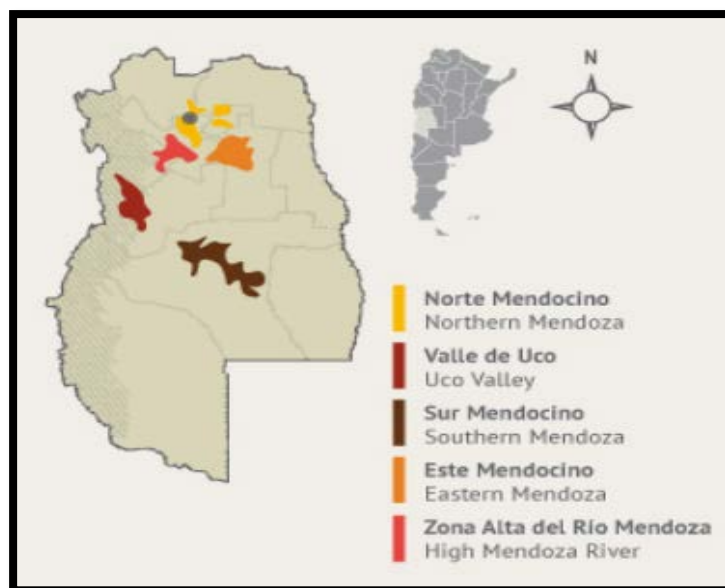 N
Norte Mendocino
Northern Mendoza
Valle de Uco
Uco Valley
Sur Mendocino
Southern Mendoza
Este Mendocino
Eastern Mendoza
Zona Alta del Río Mendoza
High Mendoza River